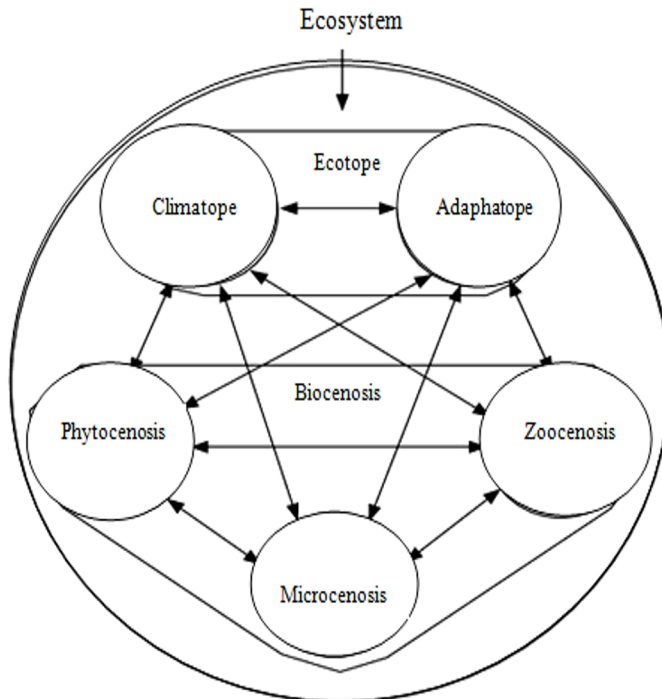 Ecosystem
Ecotope
Climatope
Adaphatope
Biocenosis
Phytocenosis
Zoocenosis
Microcenosis